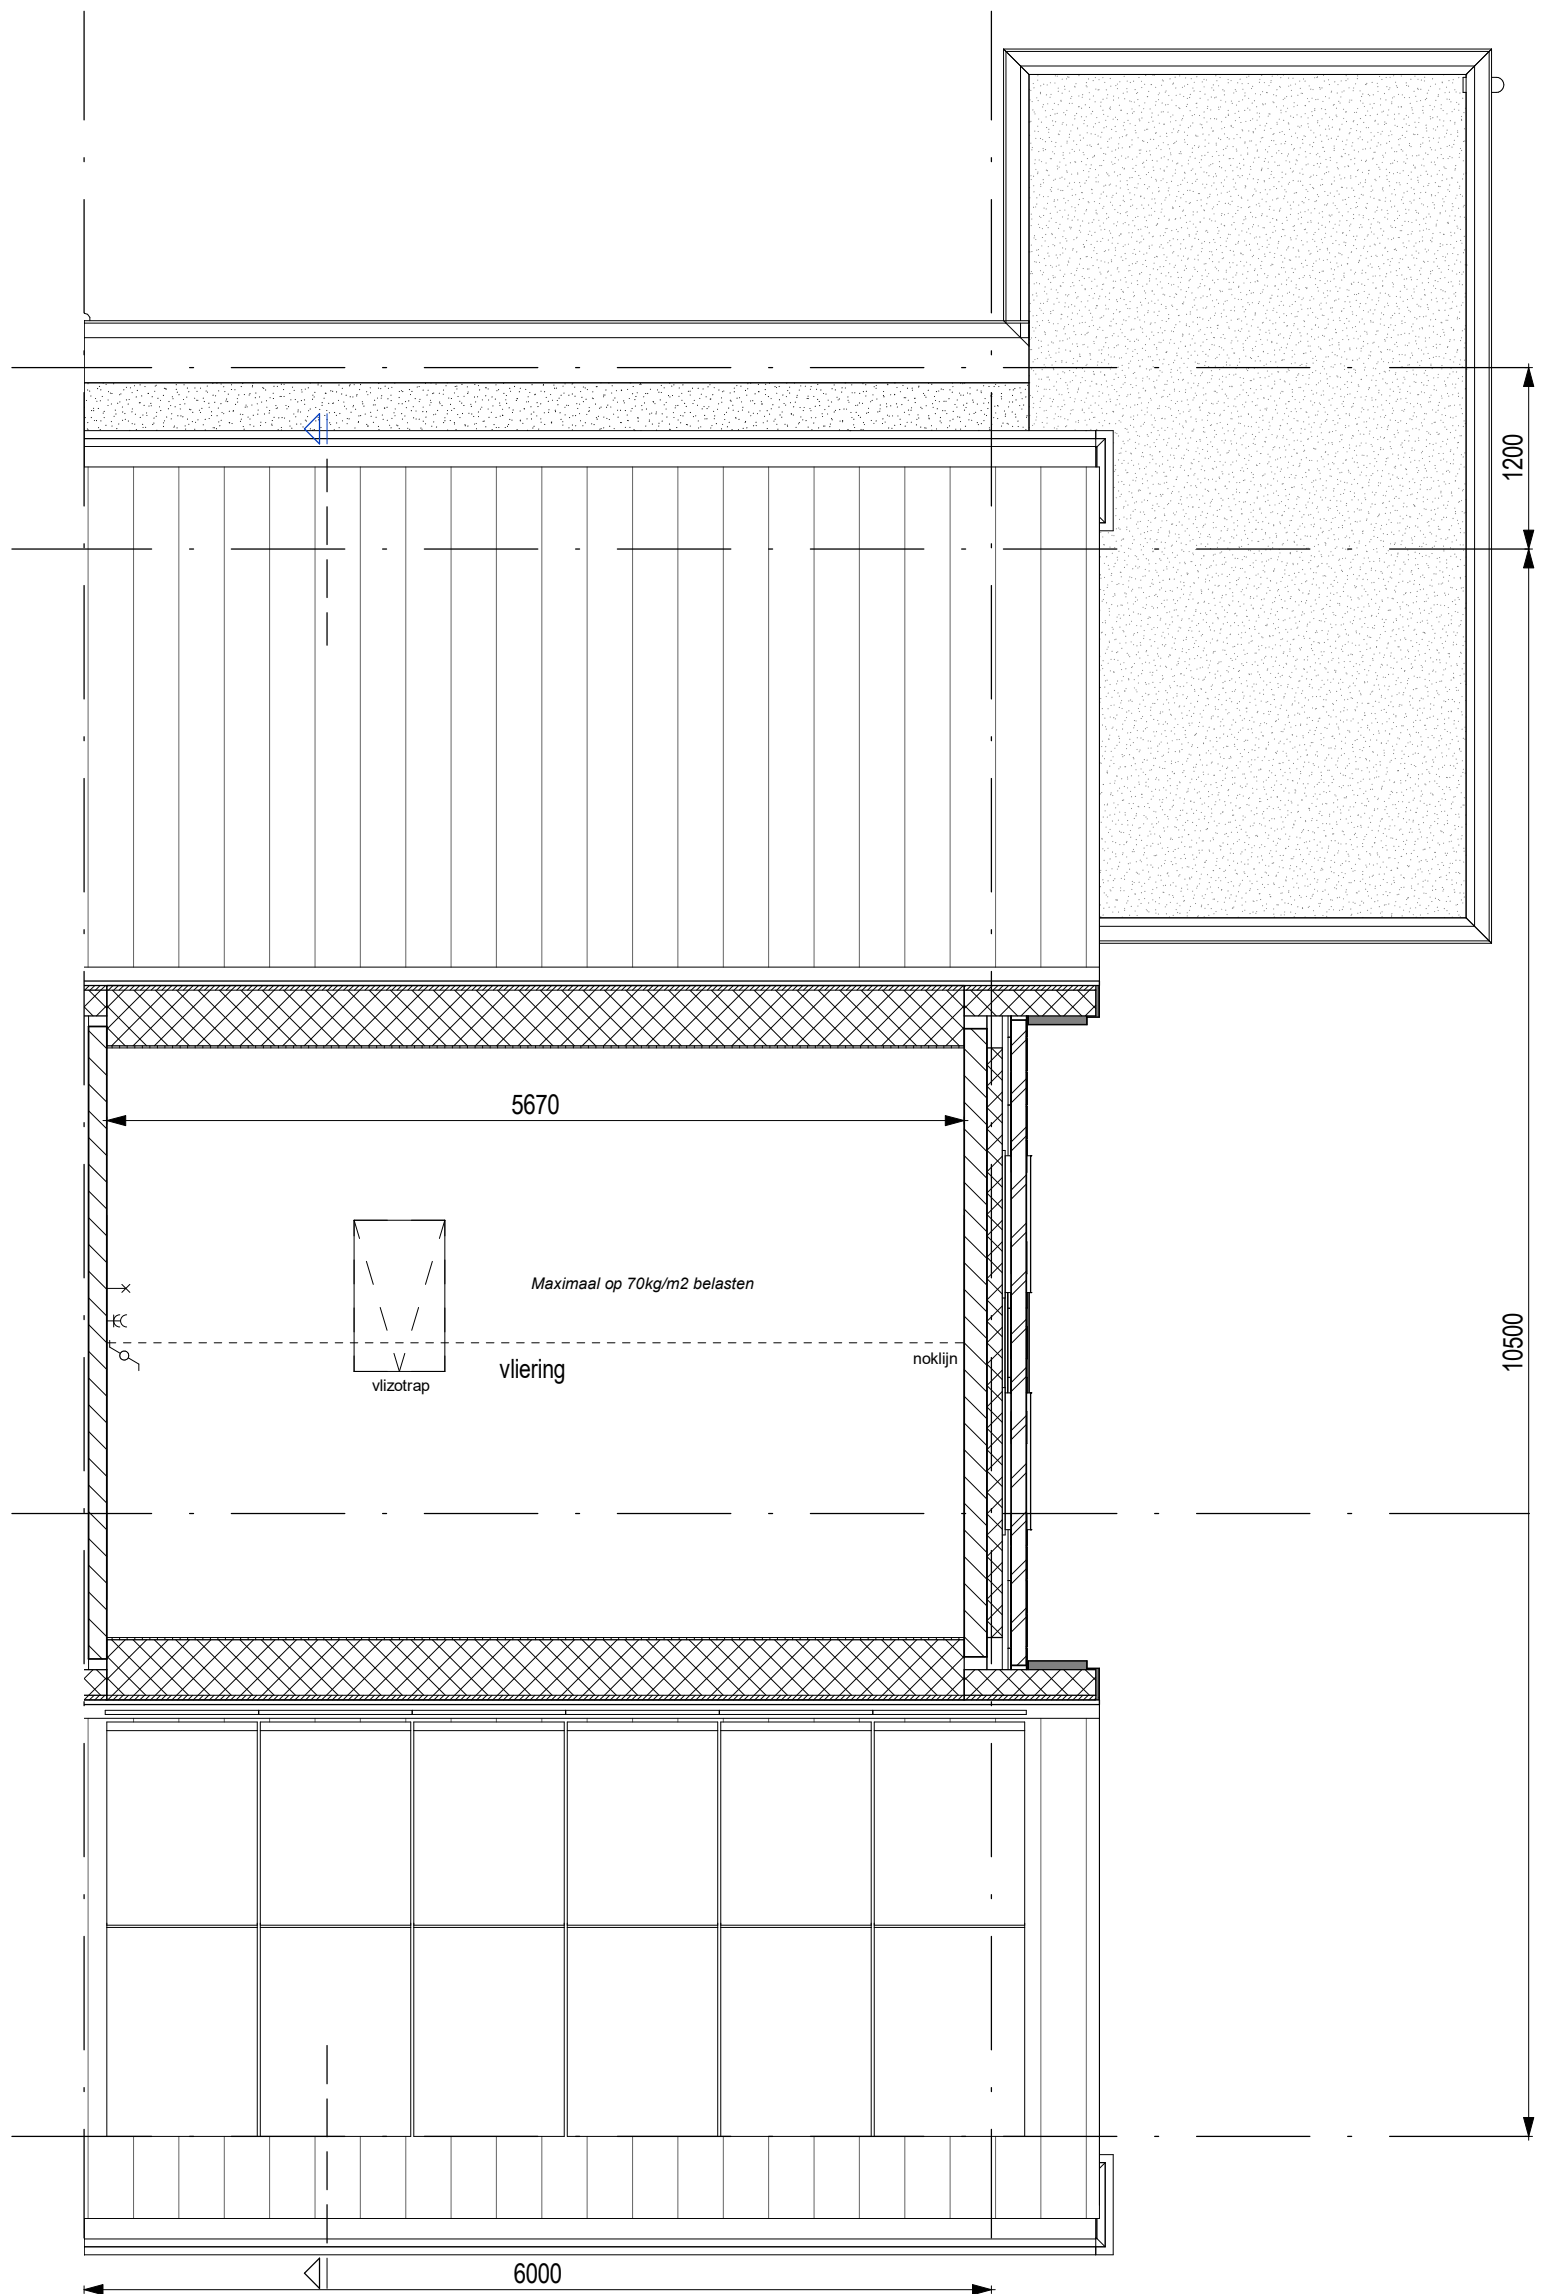 1200
5670
Maximaal op 70kg/m2 belasten
10500
noklijn
vliering
vlizotrap
6000